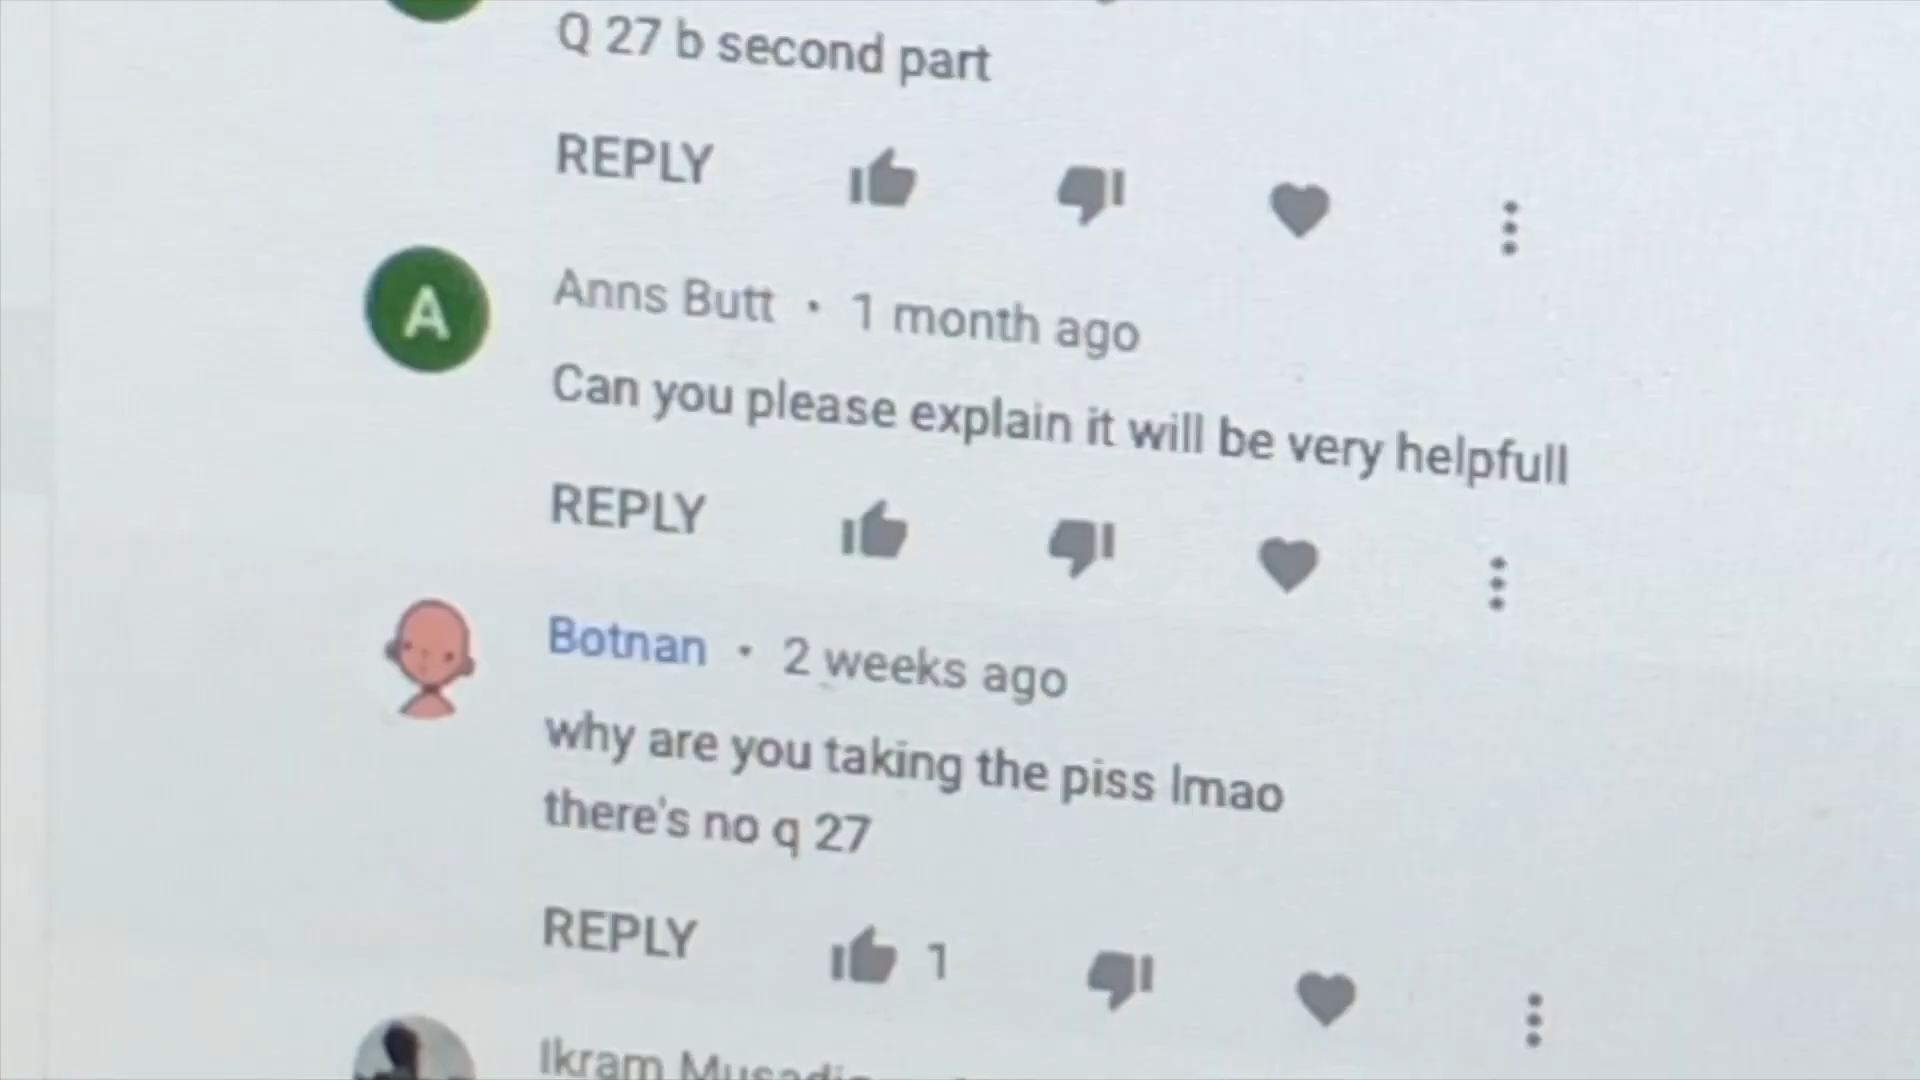 Q 27 b second part
REPLY
A
Anns Butt · 1 month ago
Can you please explain it will be very helpfull
REPLY
Botnan · 2 weeks ago
why are you taking the piss lmao
there's no q 27
REPLY 1
Ikram